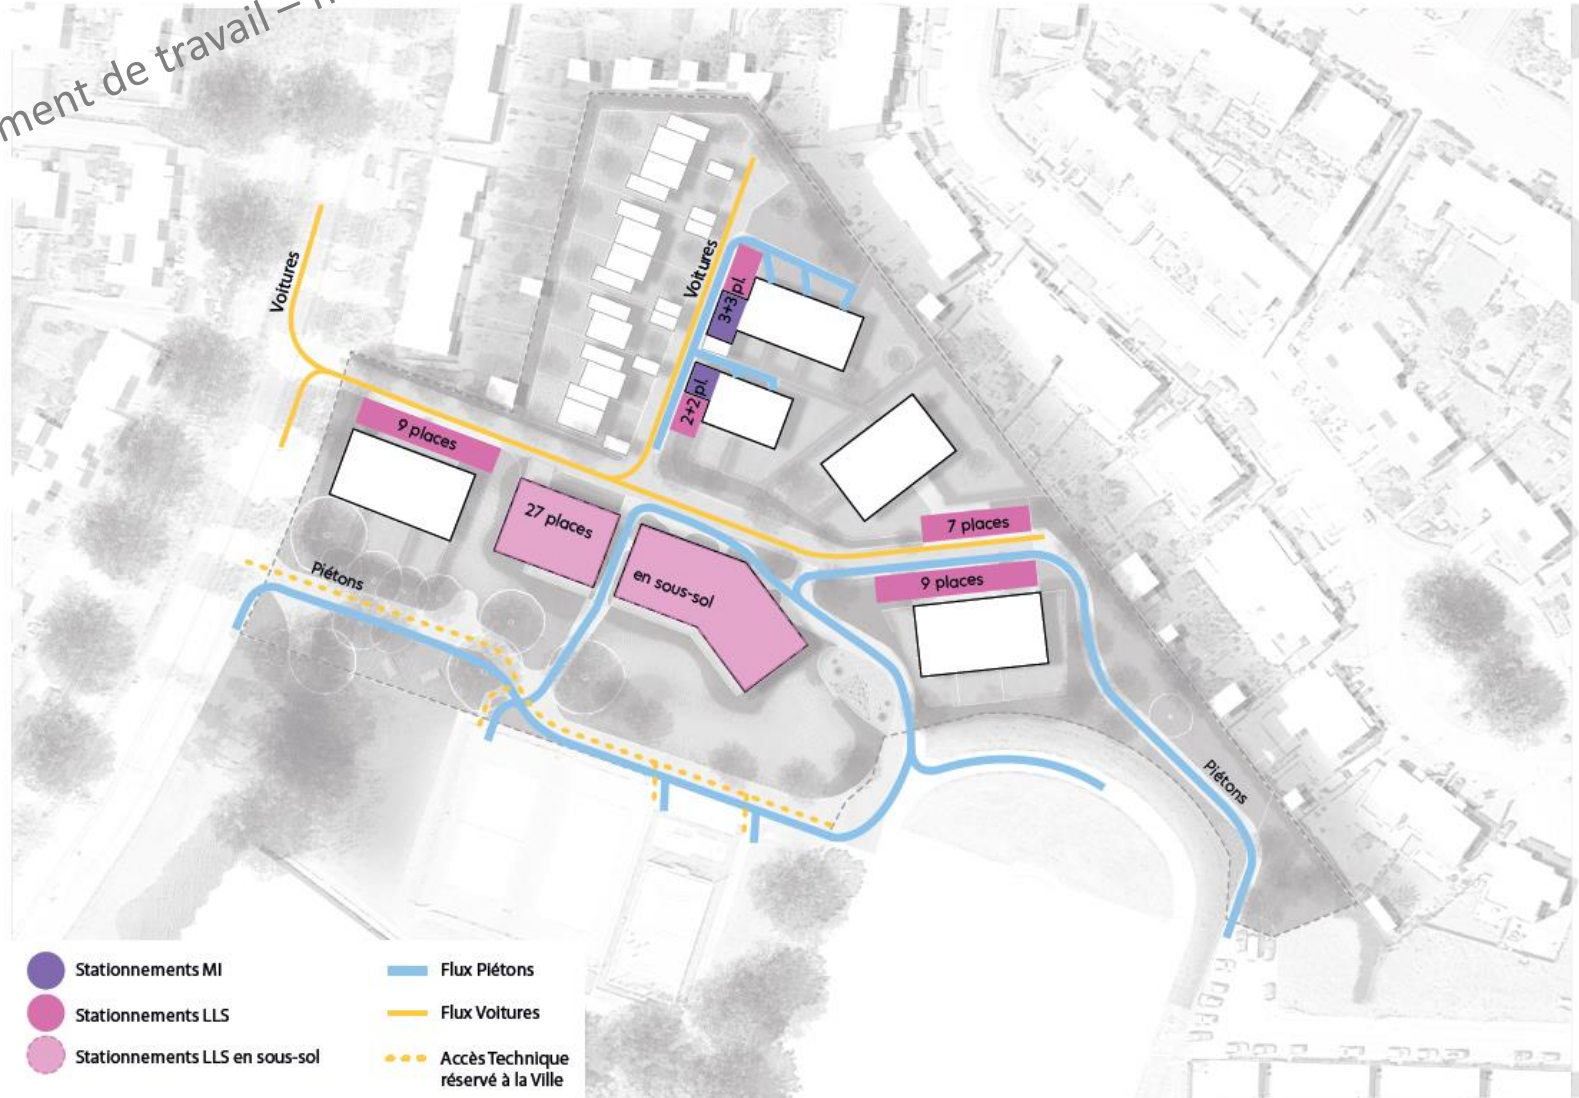 ment de travail –
Voitures
Voitures
3+3 pl.
2+2 pl.
9 places
27 places
en sous-sol
7 places
9 places
Piétons
Piétons
Stationnements MI
Stationnements LLS
Stationnements LLS en sous-sol
Flux Piétons
Flux Voitures
Accès Technique
réservé à la Ville